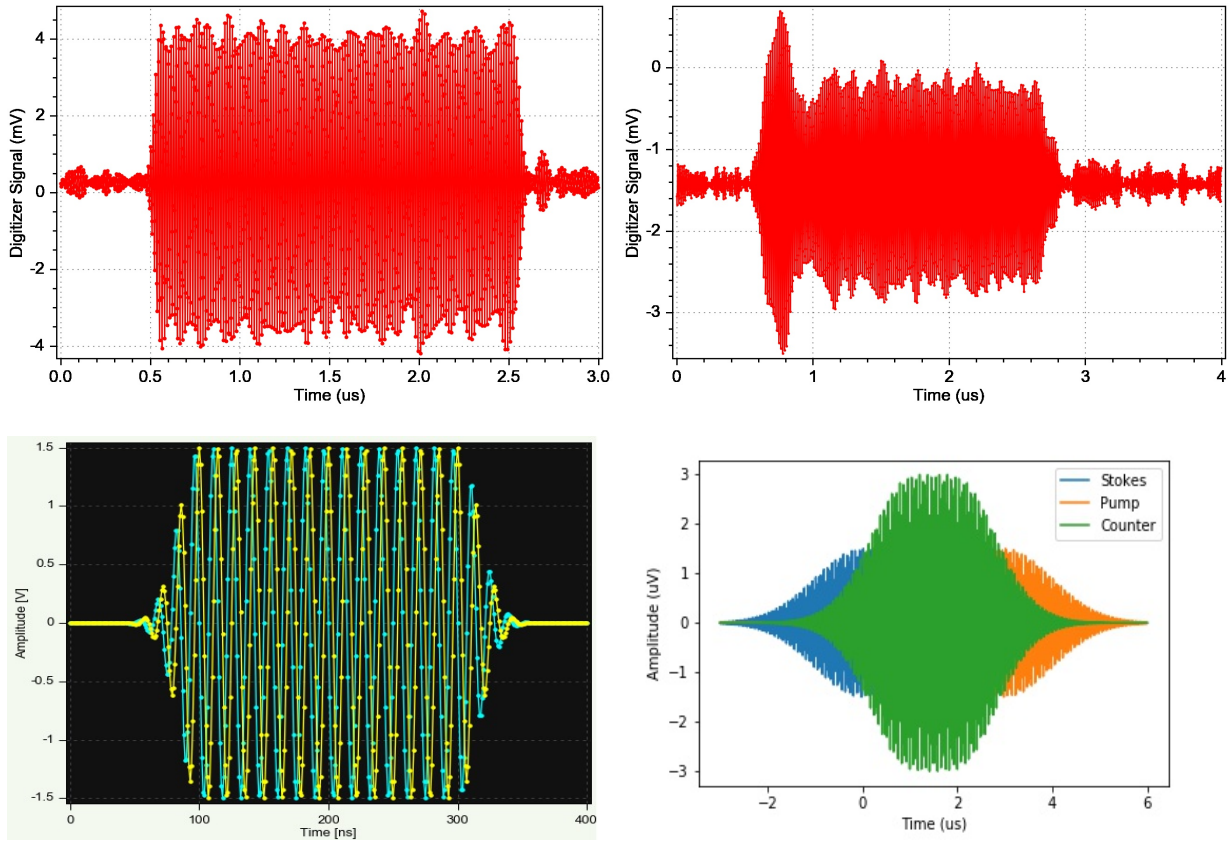 4
2
0
-2
-4
Digitizer Signal (mV)
0.0 0.5 1.0 1.5 2.0 2.5 3.0
Time (us)
0
-1
-2
-3
Digitizer Signal (mV)
0 1 2 3 4
Time (us)
1.5
1
0.5
0
-0.5
-1
-1.5
Amplitude [V]
0 100 200 300 400
Time [ns]
3
2
1
0
−1
−2
−3
Amplitude (uV)
Stokes
Pump
Counter
−2 0 2 4 6
Time (us)